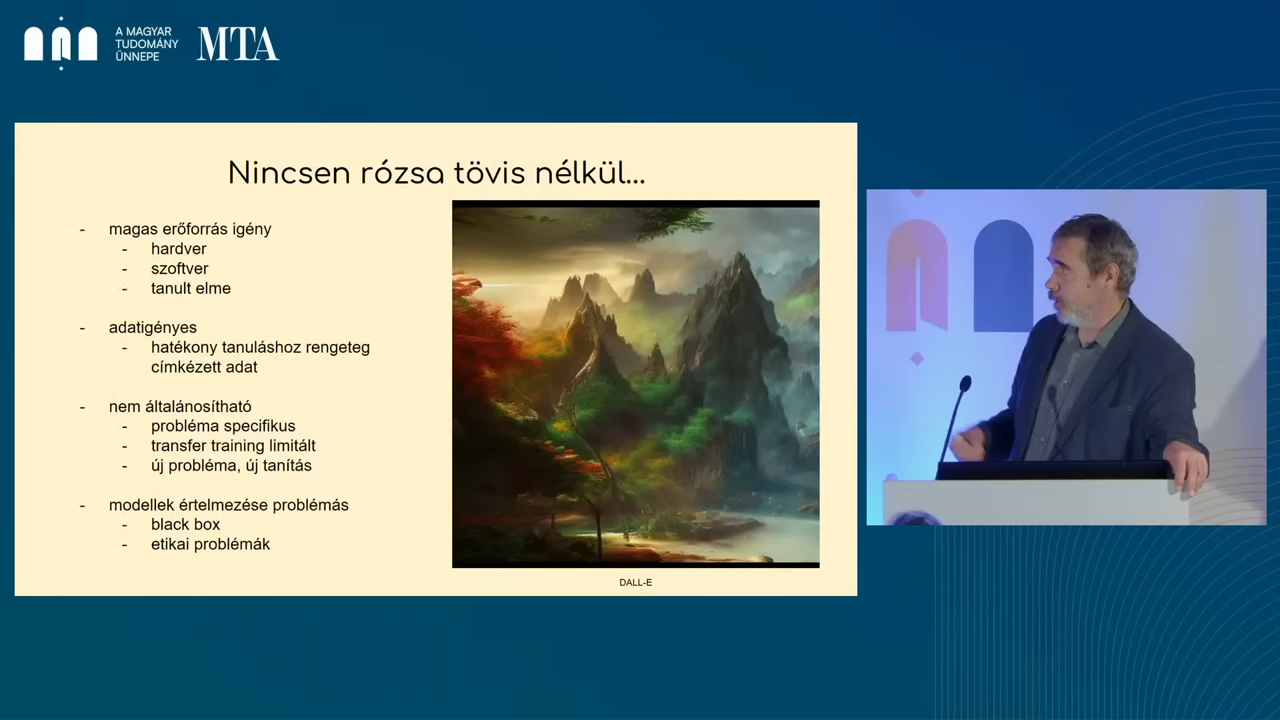 A MAGYAR
TUDOMÁNY
ÜNNEPE
MTA
Nincsen rózsa tövis nélkül...
- magas erőforrás igény
- hardver
- szoftver
- tanult elme
- adatigényes
- hatékony tanuláshoz rengeteg
címkézett adat
- nem általánosítható
- probléma specifikus
- transfer training limitált
- új probléma, új tanítás
- modellek értelmezése problémás
- black box
- etikai problémák
DALL-E